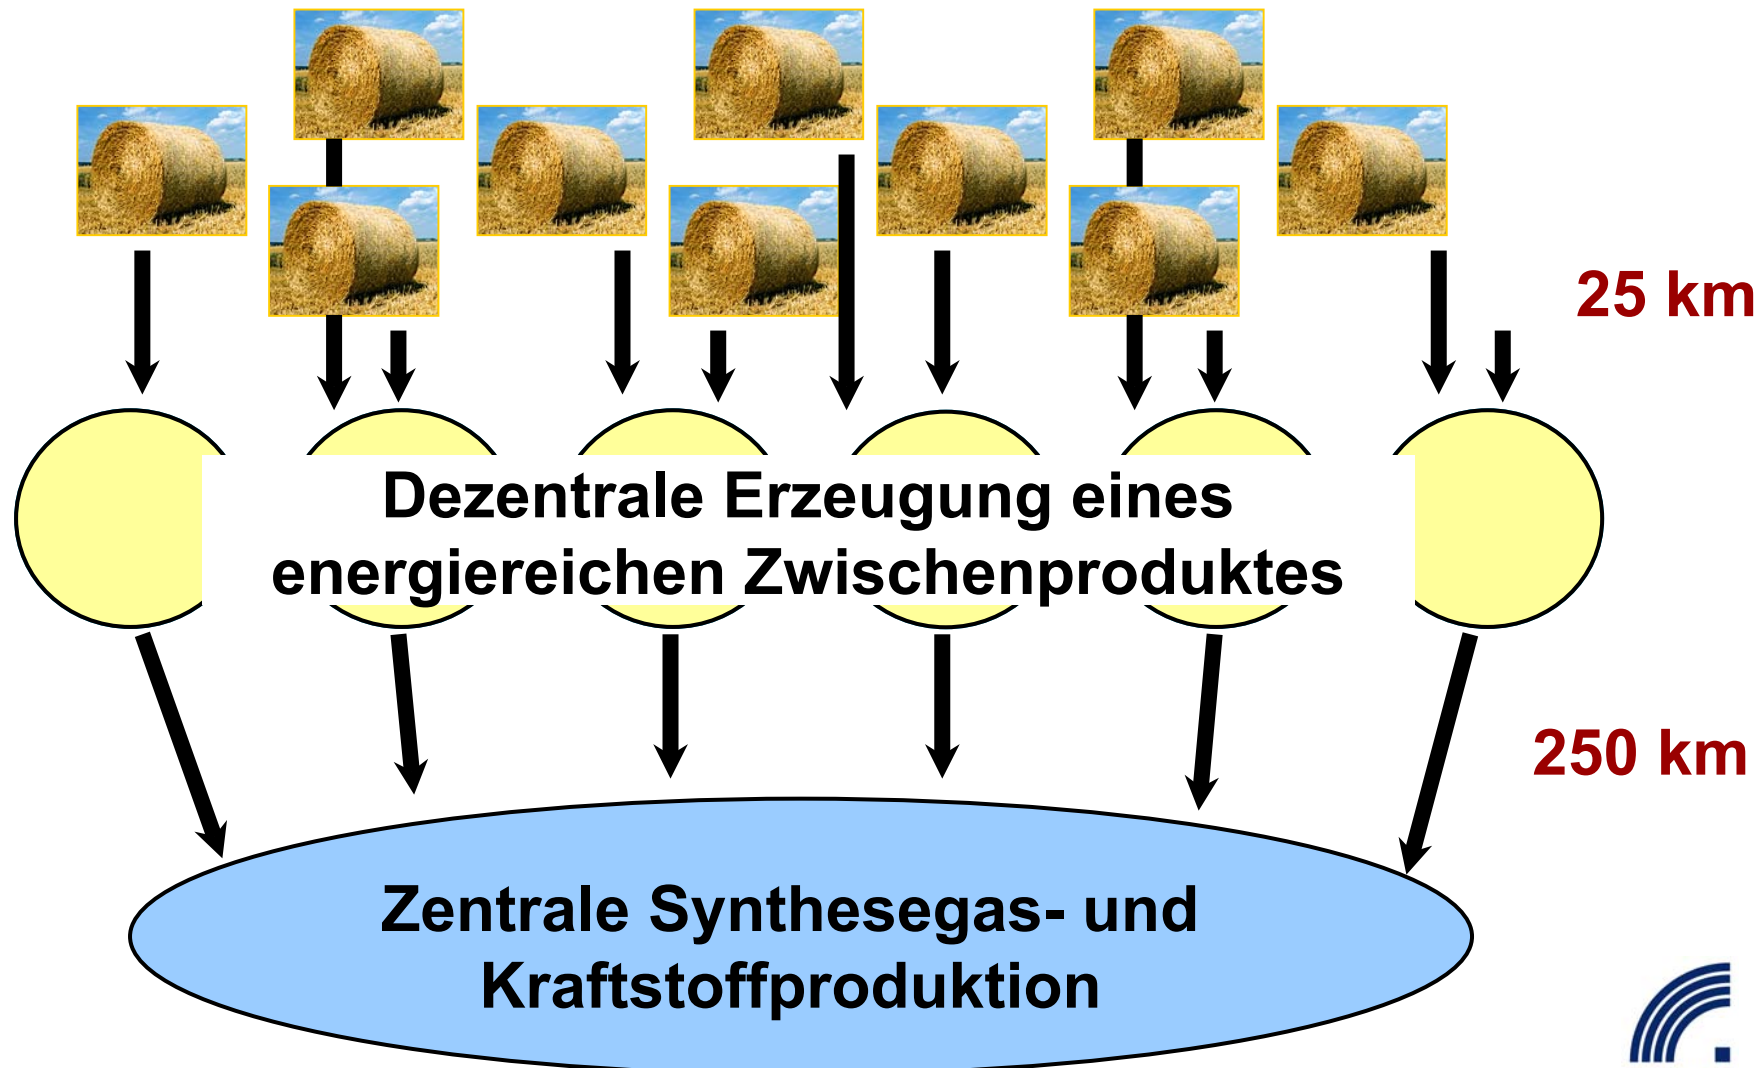 25 km
Dezentrale Erzeugung eines
energiereichen Zwischenproduktes
250 km
Zentrale Synthesegas- und
Kraftstoffproduktion